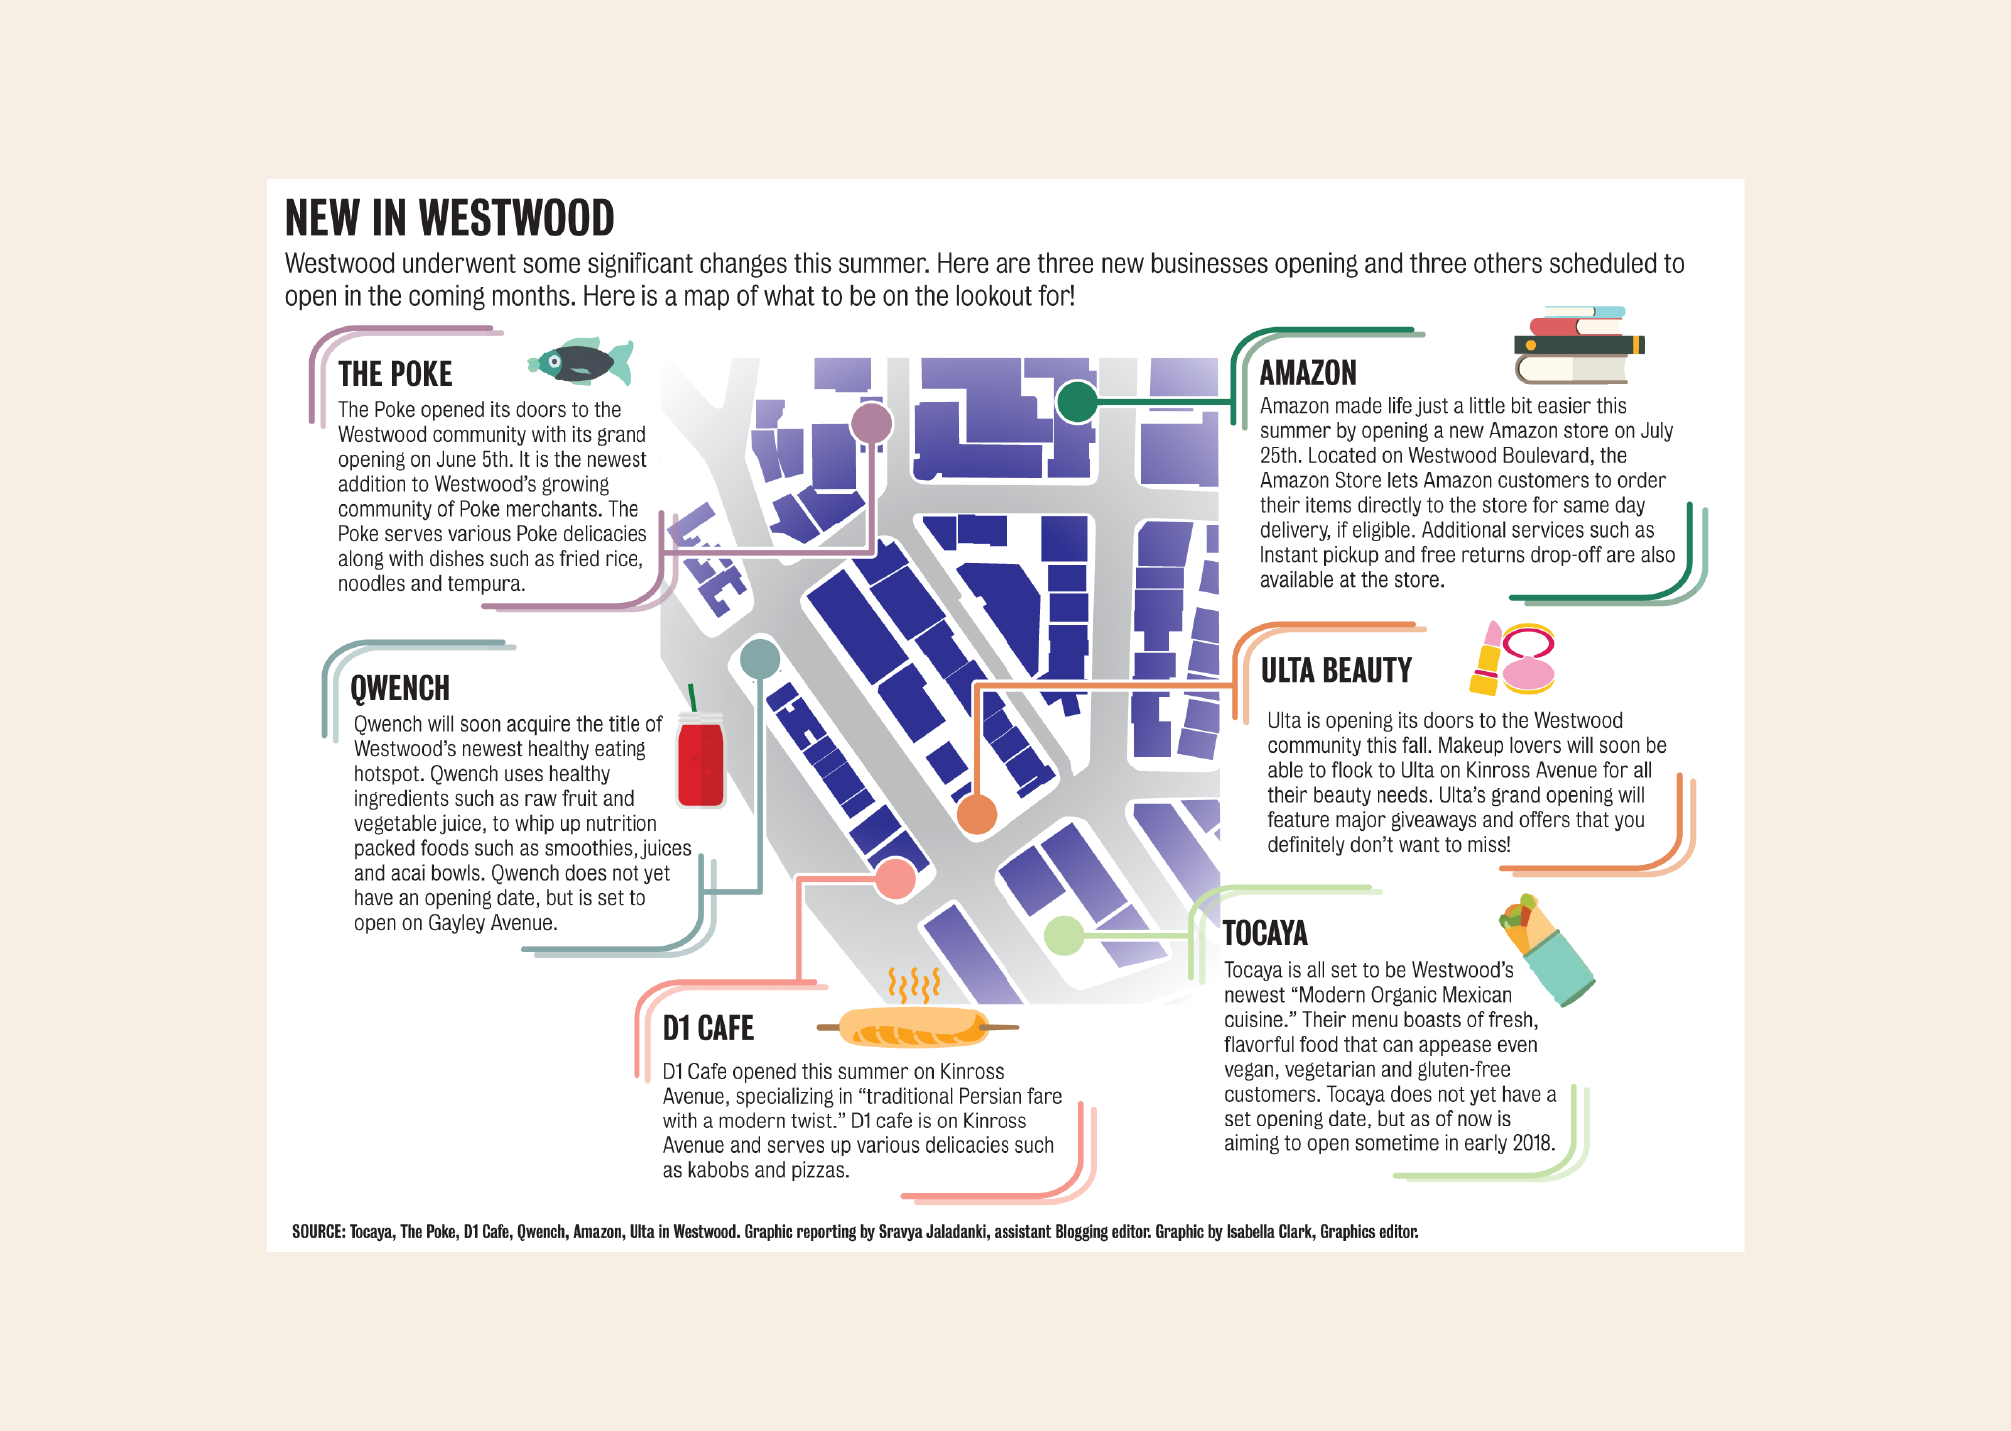 NEW IN WESTWOOD
Westwood underwent some significant changes this summer. Here are three new businesses opening and three others scheduled to
open in the coming months. Here is a map of what to be on the lookout for!
THE POKE
The Poke opened its doors to the
Westwood community with its grand
opening on June 5th. It is the newest
addition to Westwood's growing
community of Poke merchants. The
Poke serves various Poke delicacies
along with dishes such as fried rice,
noodles and tempura.
AMAZON
Amazon made life just a little bit easier this
summer by opening a new Amazon store on July
25th. Located on Westwood Boulevard, the
Amazon Store lets Amazon customers to order
their items directly to the store for same day
delivery, if eligible. Additional services such as
Instant pickup and free returns drop-off are also
available at the store.
QWENCH
Qwench will soon acquire the title of
Westwood's newest healthy eating
hotspot. Qwench uses healthy
ingredients such as raw fruit and
vegetable juice, to whip up nutrition
packed foods such as smoothies, juices
and acai bowls. Qwench does not yet
have an opening date, but is set to
open on Gayley Avenue.
ULTA BEAUTY
Ulta is opening its doors to the Westwood
community this fall. Makeup lovers will soon be
able to flock to Ulta on Kinross Avenue for all
their beauty needs. Ulta's grand opening will
feature major giveaways and offers that you
definitely don't want to miss!
D1 CAFE
D1 Cafe opened this summer on Kinross
Avenue, specializing in "traditional Persian fare
with a modern twist." D1 cafe is on Kinross
Avenue and serves up various delicacies such
as kabobs and pizzas.
TOCAYA
Tocaya is all set to be Westwood's
newest "Modern Organic Mexican
cuisine." Their menu boasts of fresh,
flavorful food that can appease even
vegan, vegetarian and gluten-free
customers. Tocaya does not yet have a
set opening date, but as of now is
aiming to open sometime in early 2018.
SOURCE: Tocaya, The Poke, D1 Cafe, Qwench, Amazon, Ulta in Westwood. Graphic reporting by Sravya Jaladanki, assistant Blogging editor. Graphic by Isabella Clark, Graphics editor.